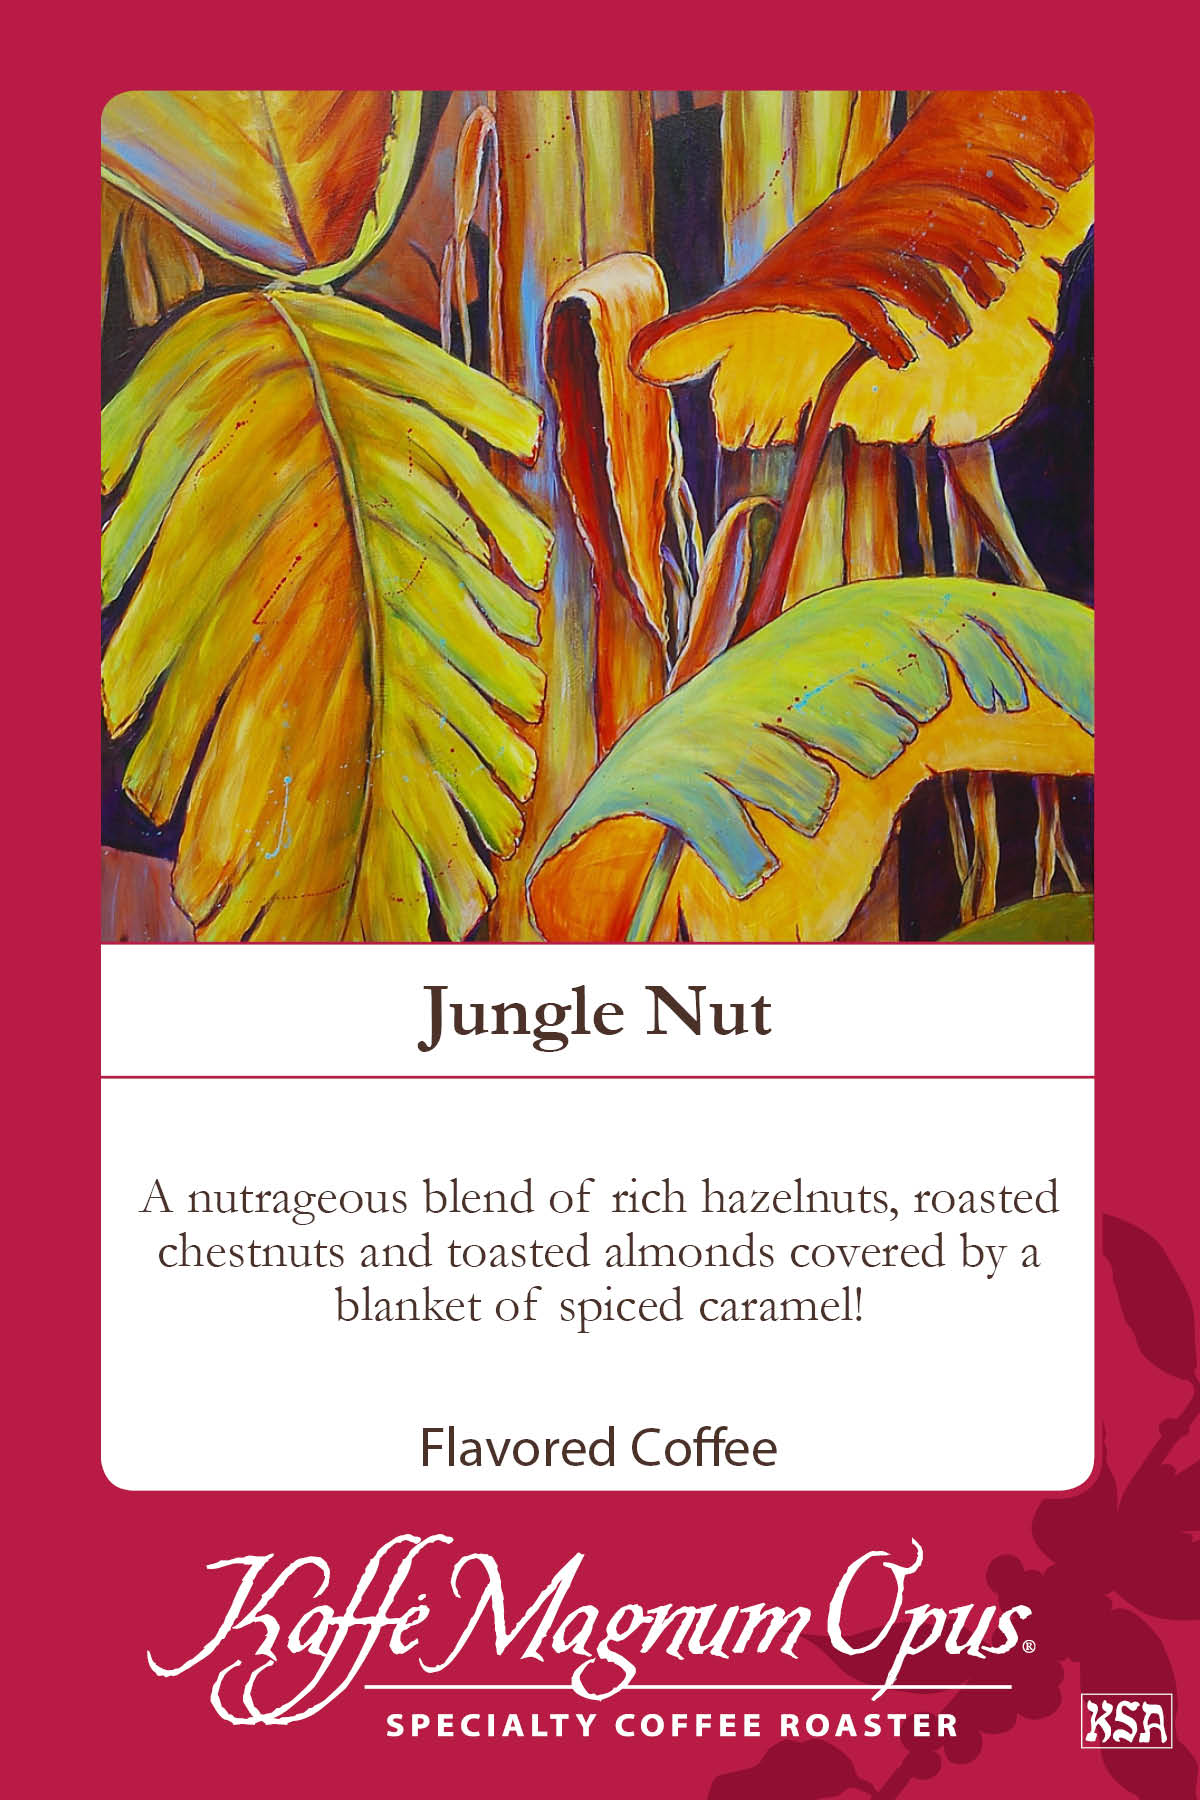 Jungle Nut
A nutrageous blend of rich hazelnuts, roasted
chestnuts and toasted almonds covered by a
blanket of spiced caramel!
Flavored Coffee
Kaffé Magnum Opus®
SPECIALTY COFFEE ROASTER
KSA